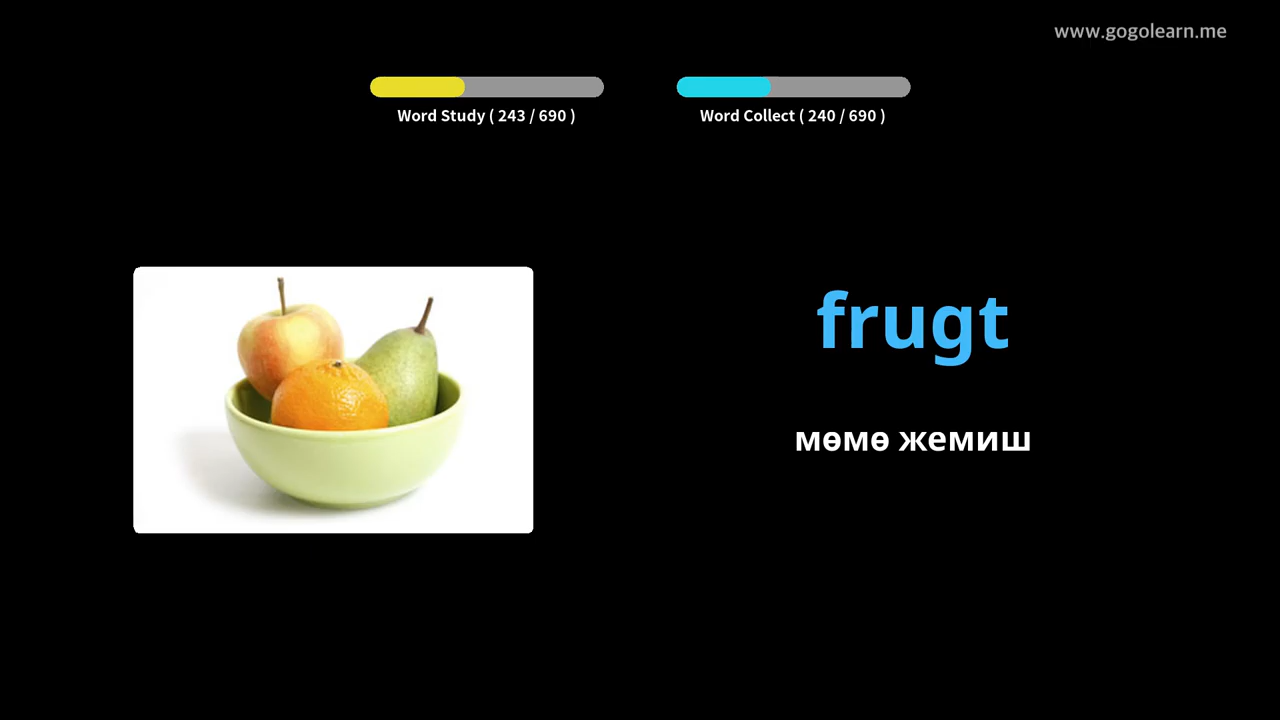 www.gogolearn.me
Word Study ( 243 / 690 )
Word Collect ( 240 / 690 )
frugt
мөмө жемиш